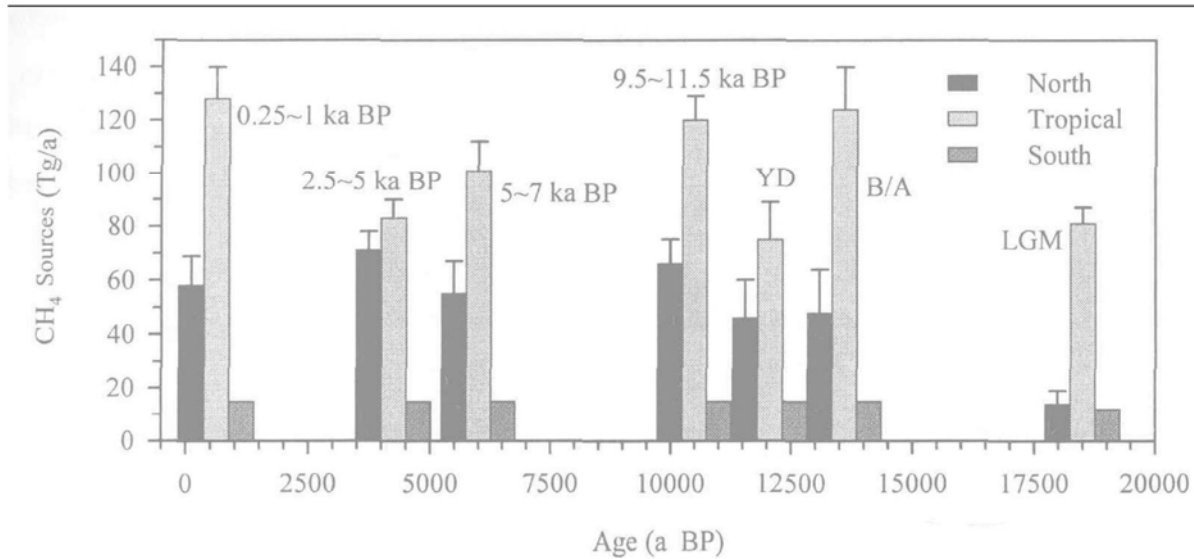 140
120
100
80
60
40
20
0
CH₄ Sources (Tg/a)
0.25~1 ka BP
2.5~5 ka BP
5~7 ka BP
9.5~11.5 ka BP
YD
B/A
LGM
North
Tropical
South
0 2500 5000 7500 10000 12500 15000 17500 20000
Age (a BP)